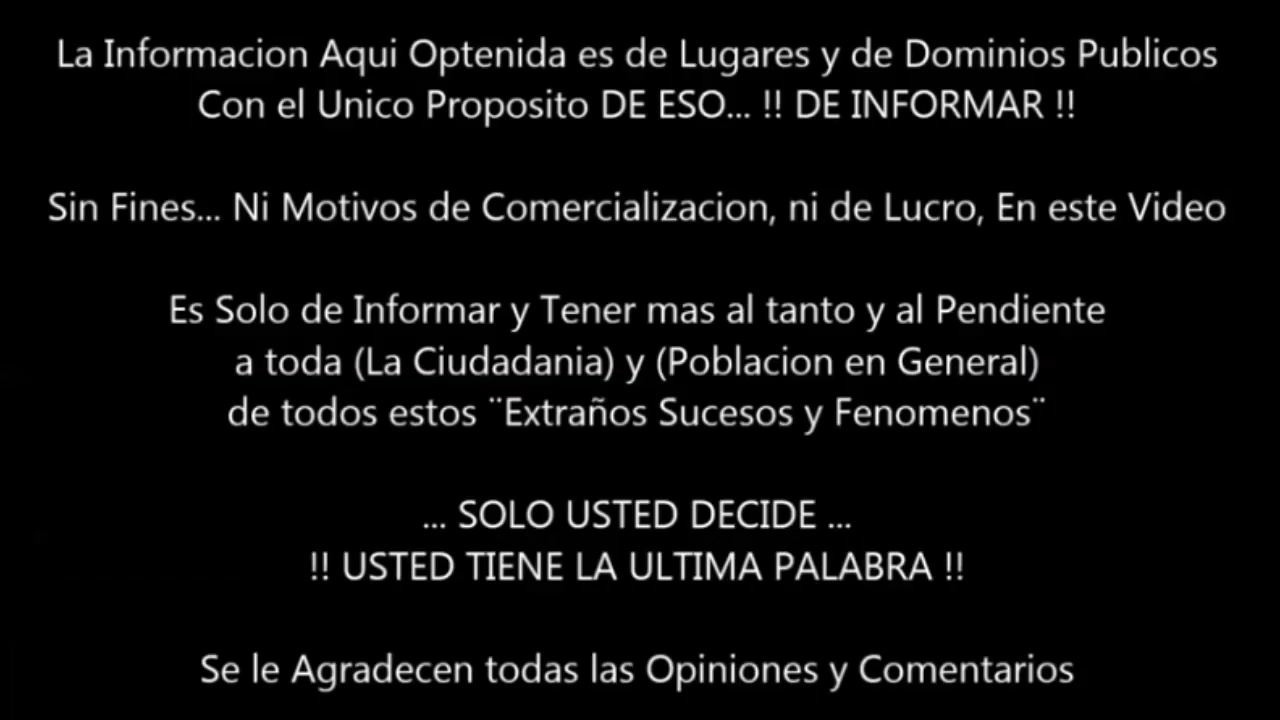 La Informacion Aqui Optenida es de Lugares y de Dominios Publicos
Con el Unico Proposito DE ESO... !! DE INFORMAR !!
Sin Fines... Ni Motivos de Comercializacion, ni de Lucro, En este Video
Es Solo de Informar y Tener mas al tanto y al Pendiente
a toda (La Ciudadania) y (Poblacion en General)
de todos estos ¨Extraños Sucesos y Fenomenos¨
... SOLO USTED DECIDE ...
!! USTED TIENE LA ULTIMA PALABRA !!
Se le Agradecen todas las Opiniones y Comentarios